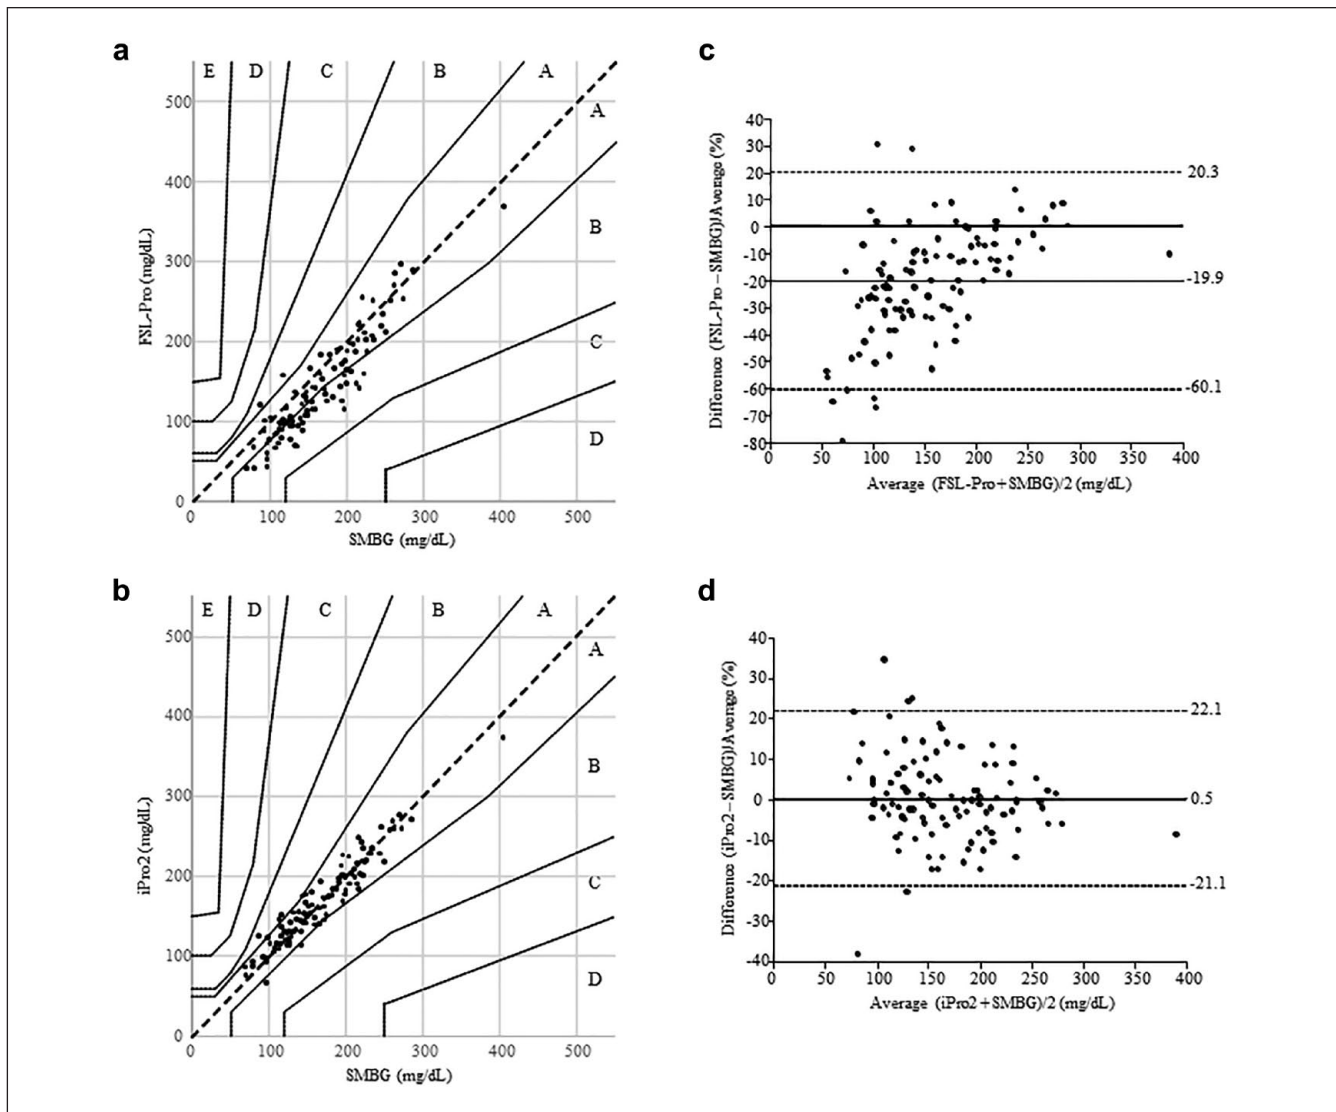 a
E D C B A
500
A
400
B
300
FSL-Pro (mg/dL)
200
C
100
D
0
0 100 200 300 400 500
SMBG (mg/dL)
b
E D C B A
500
A
400
B
300
iPro2 (mg/dL)
200
C
100
D
0
0 100 200 300 400 500
SMBG (mg/dL)
c
40
30
20
20.3
10
0
-10
-20
-19.9
-30
-40
-50
-60
-60.1
-70
-80
Difference (FSL-Pro – SMBG)/Average (%)
0 50 100 150 200 250 300 350 400
Average (FSL-Pro+SMBG)/2 (mg/dL)
d
40
30
20
22.1
10
0
0.5
-10
-20
-21.1
-30
-40
Difference (iPro2 – SMBG)/Average (%)
0 50 100 150 200 250 300 350 400
Average (iPro2+SMBG)/2 (mg/dL)